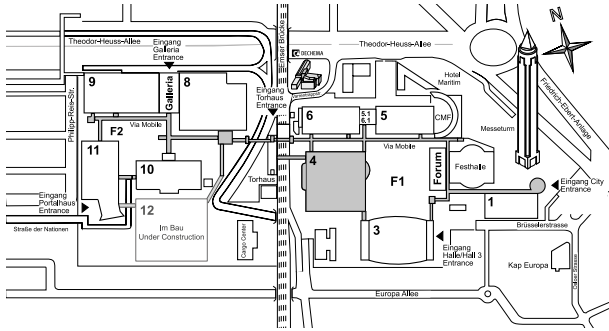 N
Theodor-Heuss-Allee
Eingang
Galleria
Entrance
Emser Brücke
DECHEMA
Theodor-Heuss-Allee
Friedrich-Ebert-Anlage
Philipp-Reis-Str.
9
Galleria
8
Eingang
Torhaus
Entrance
Hotel
Maritim
6
5.1
6.1
5
CMF
Messeturm
F2
Via Mobile
Via Mobile
11
10
4
F1
Forum
Festhalle
Torhaus
Eingang City
Entrance
Eingang
Portalhaus
Entrance
12
Im Bau
Under Construction
1
Straße der Nationen
Cargo Center
3
Eingang
Halle/Hall 3
Entrance
Brüsselerstrasse
Kap Europa
Europa Allee